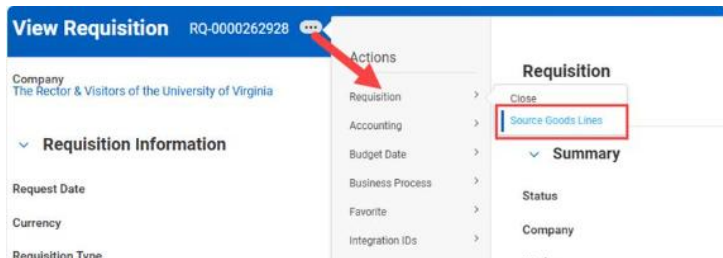 View Requisition RQ-0000262928
Company
The Rector & Visitors of the University of Virginia
Requisition Information
Request Date
Currency
Requisition Type
Actions
Requisition
Accounting
Budget Date
Business Process
Favorite
Integration IDs
Close
Source Goods Lines
Requisition
Summary
Status
Company